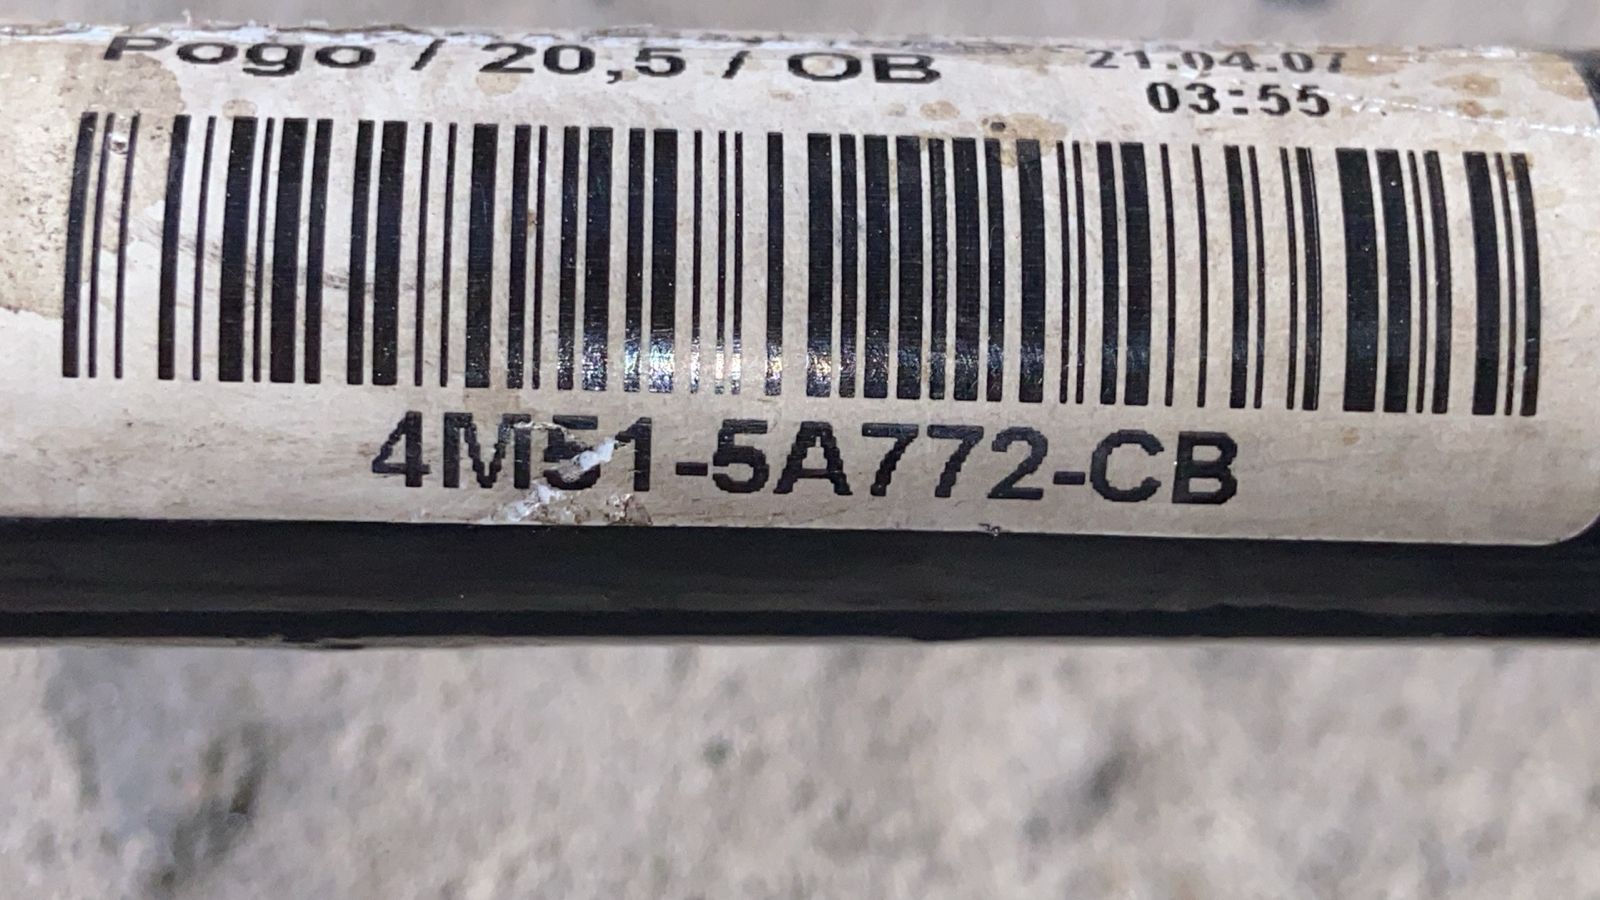 Pogo / 20,5 / OB
21.04.07
03:55
4M51-5A772-CB